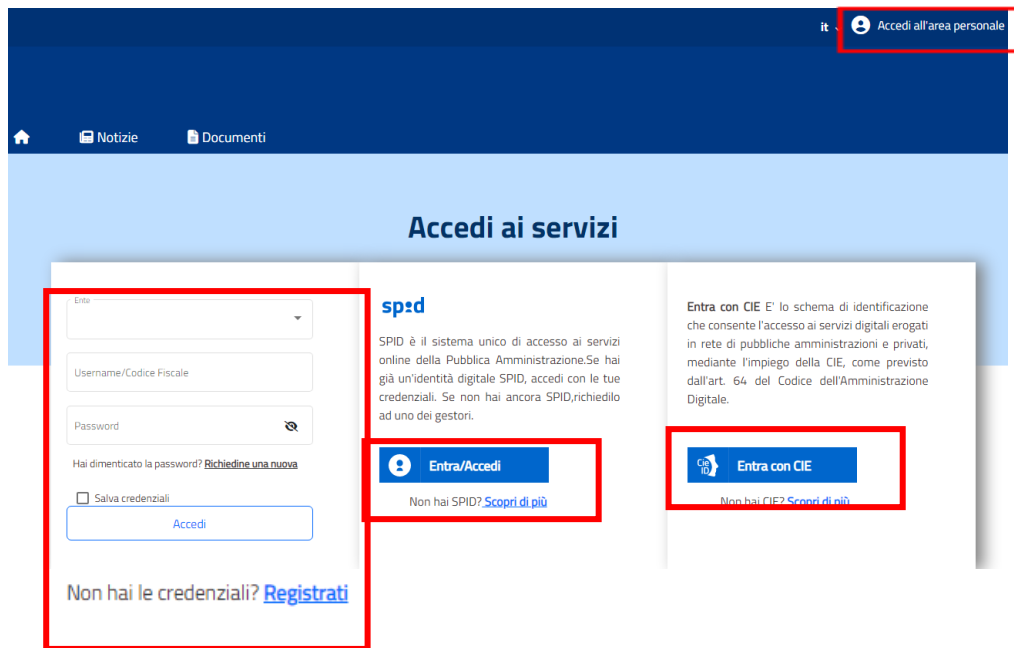 it
Accedi all'area personale
Notizie
Documenti
Accedi ai servizi
Ente
Username/Codice Fiscale
Password
Hai dimenticato la password? Richiedine una nuova
Salva credenziali
Accedi
Non hai le credenziali? Registrati
sp:d
SPID è il sistema unico di accesso ai servizi
online della Pubblica Amministrazione.Se hai
già un'identità digitale SPID, accedi con le tue
credenziali. Se non hai ancora SPID,richiedilo
ad uno dei gestori.
Entra/Accedi
Non hai SPID? Scopri di più
Entra con CIE E' lo schema di identificazione
che consente l'accesso ai servizi digitali erogati
in rete di pubbliche amministrazioni e privati,
mediante l'impiego della CIE, come previsto
dall'art. 64 del Codice dell'Amministrazione
Digitale.
Cie
iD
Entra con CIE
Non hai CIE? Scopri di più